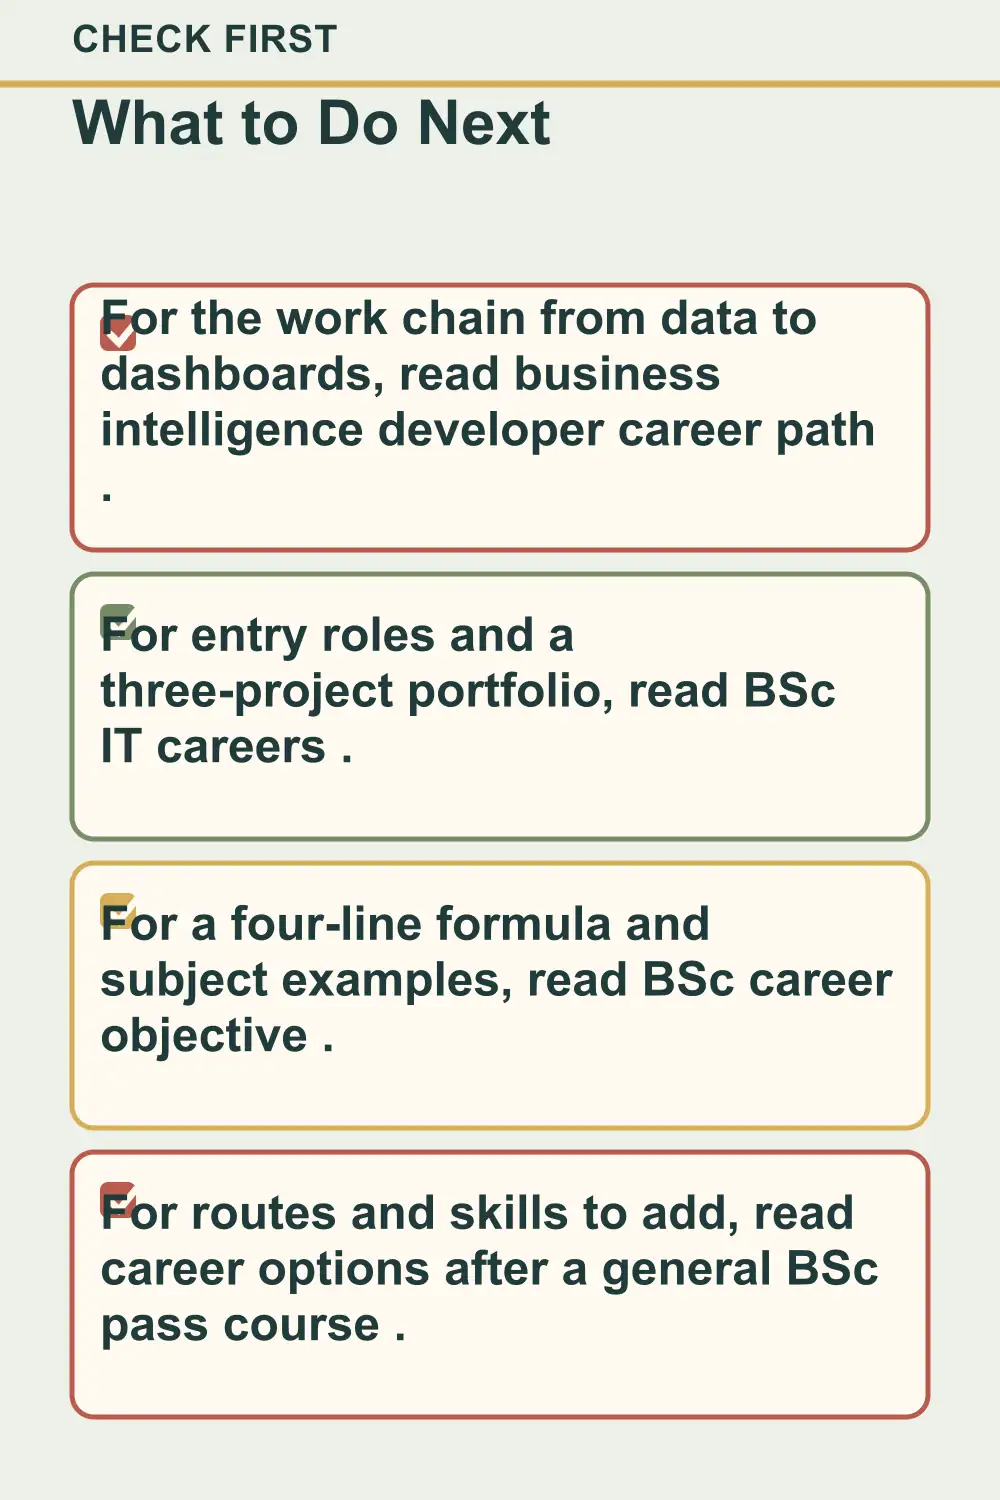 CHECK FIRST
What to Do Next
For the work chain from data to
dashboards, read business
intelligence developer career path
.
For entry roles and a
three-project portfolio, read BSc
IT careers .
For a four-line formula and
subject examples, read BSc career
objective .
For routes and skills to add, read
career options after a general BSc
pass course .